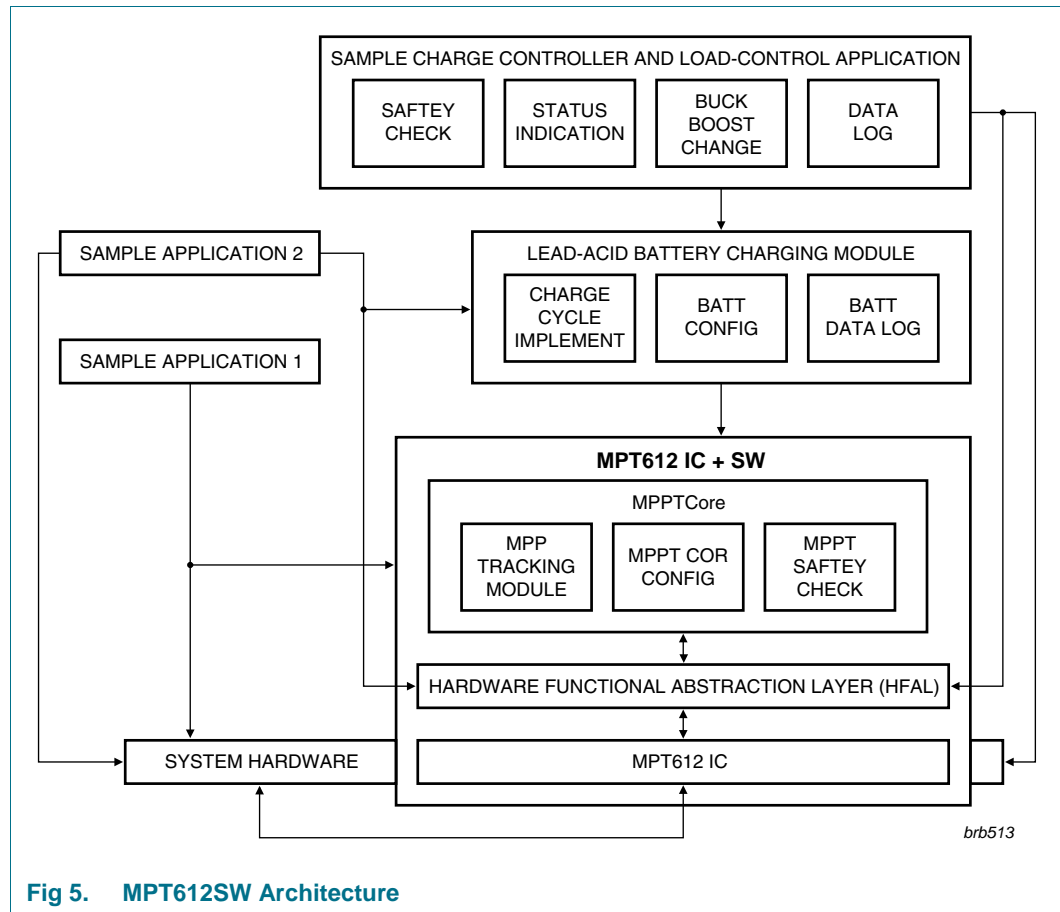 SAMPLE CHARGE CONTROLLER AND LOAD-CONTROL APPLICATION
SAFTEY
CHECK
STATUS
INDICATION
BUCK
BOOST
CHANGE
DATA
LOG
SAMPLE APPLICATION 2
LEAD-ACID BATTERY CHARGING MODULE
CHARGE
CYCLE
IMPLEMENT
BATT
CONFIG
BATT
DATA LOG
SAMPLE APPLICATION 1
MPT612 IC + SW
MPPTCore
MPP
TRACKING
MODULE
MPPT COR
CONFIG
MPPT
SAFTEY
CHECK
HARDWARE FUNCTIONAL ABSTRACTION LAYER (HFAL)
SYSTEM HARDWARE
MPT612 IC
brb513
Fig 5. MPT612SW Architecture